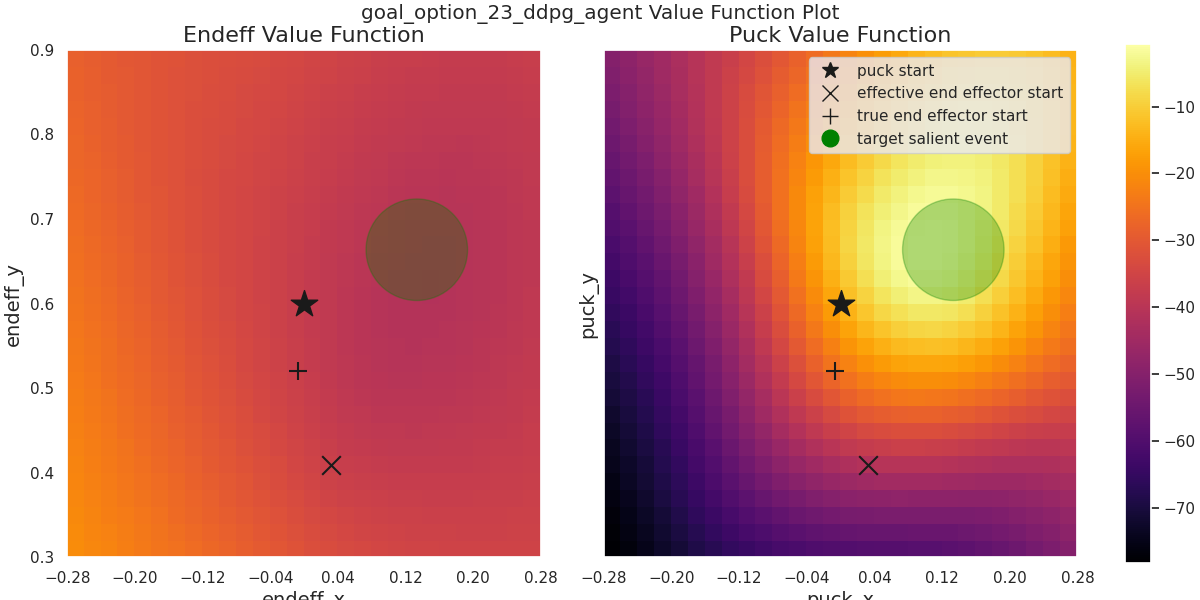 goal_option_23_ddpg_agent Value Function Plot
Endeff Value Function
Puck Value Function
0.9
0.8
0.7
0.6
0.5
0.4
0.3
endeff_y
−0.28 −0.20 −0.12 −0.04 0.04 0.12 0.20 0.28
endeff_x
puck_y
puck start
effective end effector start
true end effector start
target salient event
−0.28 −0.20 −0.12 −0.04 0.04 0.12 0.20 0.28
puck_x
−10
−20
−30
−40
−50
−60
−70